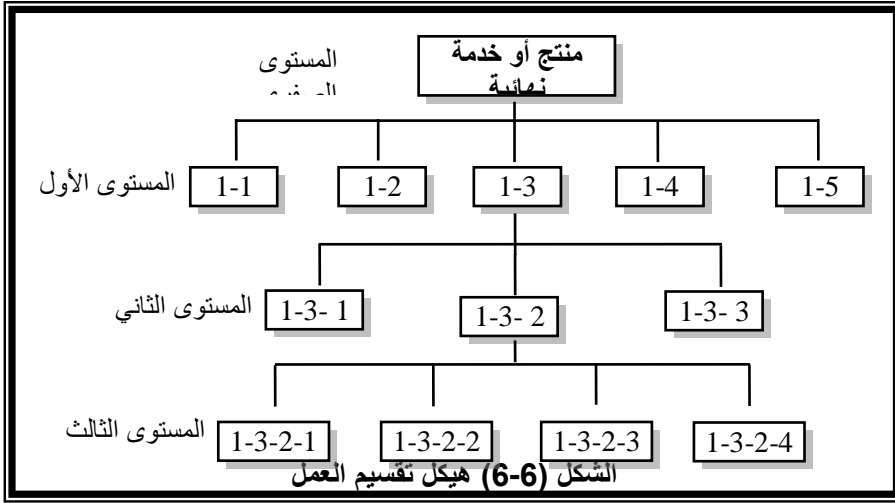 المستوى
منتج أو خدمة
نهائية
1-1
1-2
1-3
1-4
1-5
المستوى الأول
1-3- 1
1-3- 2
1-3- 3
المستوى الثاني
1-3-2-1
1-3-2-2
1-3-2-3
1-3-2-4
المستوى الثالث
الشكل (6-6) هيكل تقسيم العمل